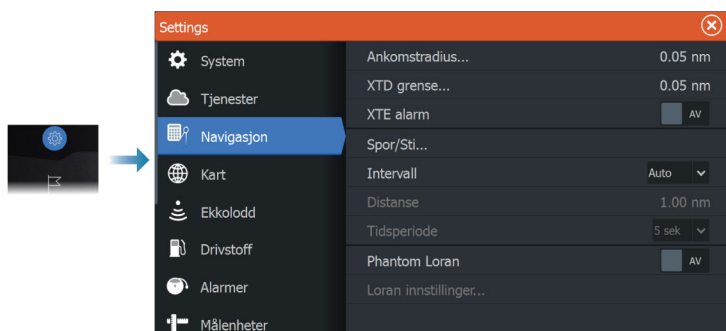 Settings
System
Tjenester
Navigasjon
Kart
Ekkolodd
Drivstoff
Alarmer
Målenheter
Ankomstradius... 0.05 nm
XTD grense... 0.05 nm
XTE alarm AV
Spor/Sti...
Intervall Auto
Distanse 1.00 nm
Tidsperiode 5 sek
Phantom Loran AV
Loran innstillinger...